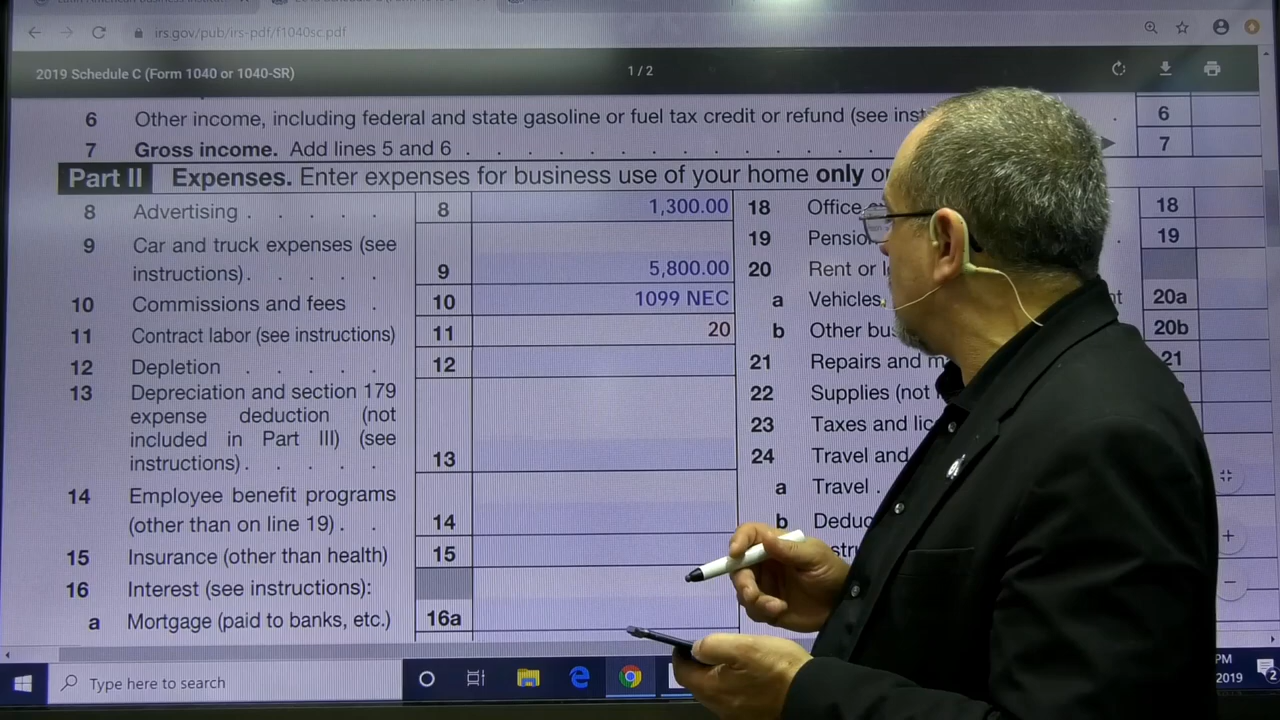 irs.gov/pub/irs-pdf/f1040sc.pdf
2019 Schedule C (Form 1040 or 1040-SR)
1 / 2
6 Other income, including federal and state gasoline or fuel tax credit or refund (see 6
7 Gross income. Add lines 5 and 6 . . . . . . . . . . . . . . . 7
Part II Expenses. Enter expenses for business use of your home only
8 Advertising . . . . . 8 1,300.00
9 Car and truck expenses (see
instructions). . . . . 9 5,800.00
10 Commissions and fees . 10 1099 NEC
11 Contract labor (see instructions) 11 20
12 Depletion . . . . . 12
13 Depreciation and section 179
expense deduction (not
included in Part III) (see
instructions). . . . . 13
14 Employee benefit programs
(other than on line 19) . . 14
15 Insurance (other than health) 15
16 Interest (see instructions):
a Mortgage (paid to banks, etc.) 16a
18 Office 18
19 19
20 Rent or
a Vehicles, 20a
b Other 20b
21 Repairs and 21
22 Supplies (not
23 Taxes and
24 Travel and
a Travel .
b
Type here to search
PM
2019
2